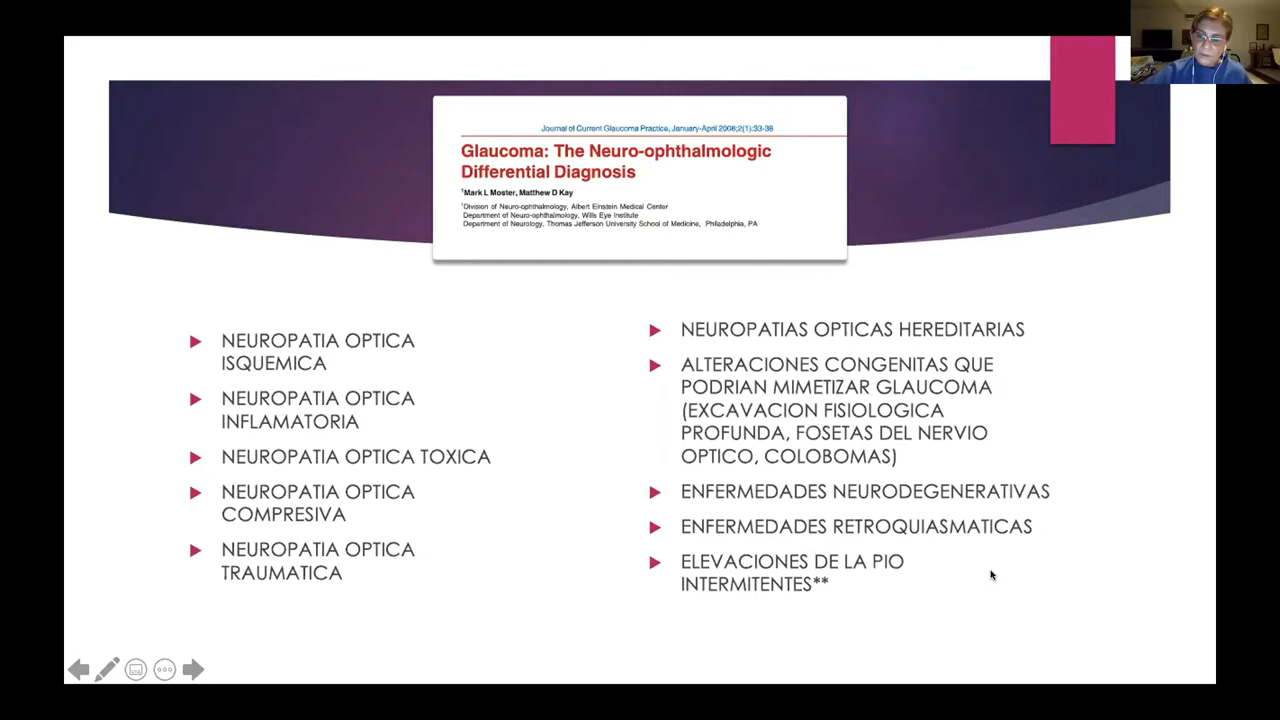 Journal of Current Glaucoma Practice, January-April 2008;2(1):33-38
Glaucoma: The Neuro-ophthalmologic
Differential Diagnosis
¹Mark L Moster, Matthew D Kay
¹Division of Neuro-ophthalmology, Albert Einstein Medical Center
Department of Neuro-ophthalmology, Wills Eye Institute
Department of Neurology, Thomas Jefferson University School of Medicine, Philadelphia, PA
NEUROPATIA OPTICA
ISQUEMICA
NEUROPATIA OPTICA
INFLAMATORIA
NEUROPATIA OPTICA TOXICA
NEUROPATIA OPTICA
COMPRESIVA
NEUROPATIA OPTICA
TRAUMATICA
NEUROPATIAS OPTICAS HEREDITARIAS
ALTERACIONES CONGENITAS QUE
PODRIAN MIMETIZAR GLAUCOMA
(EXCAVACION FISIOLOGICA
PROFUNDA, FOSETAS DEL NERVIO
OPTICO, COLOBOMAS)
ENFERMEDADES NEURODEGENERATIVAS
ENFERMEDADES RETROQUIASMATICAS
ELEVACIONES DE LA PIO
INTERMITENTES**